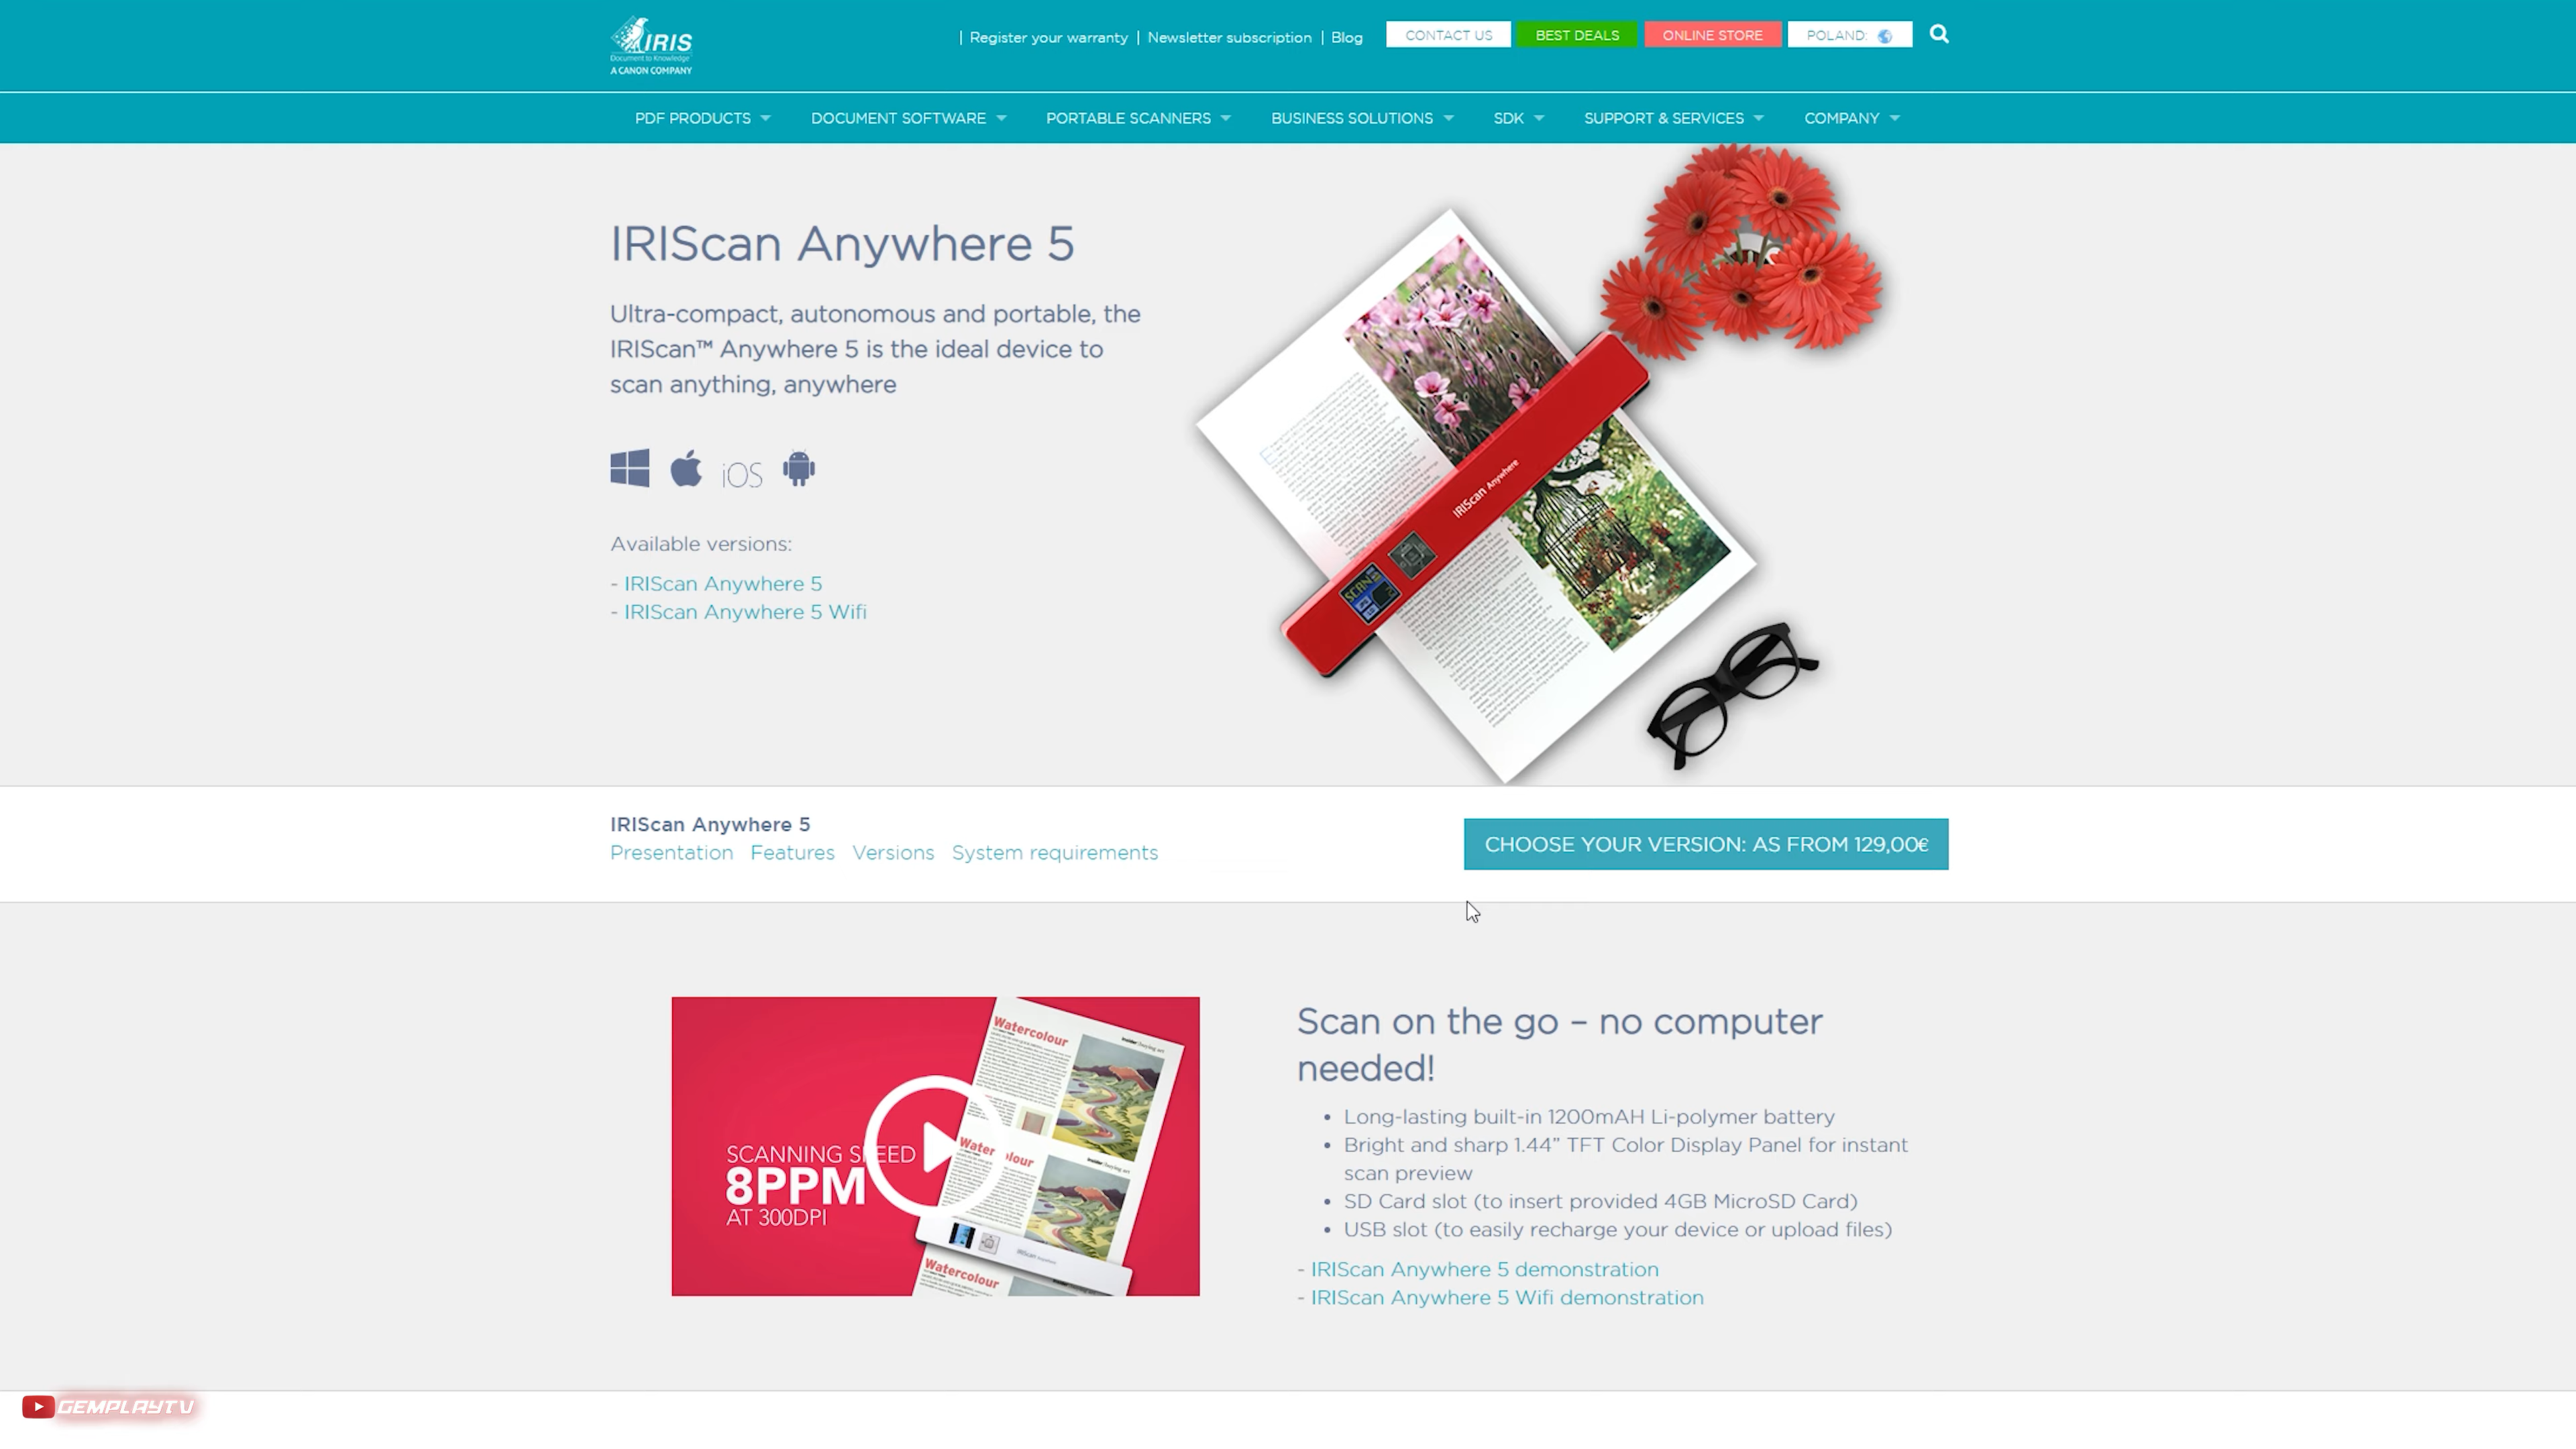 IRIS
Document to Knowledge
A CANON COMPANY
| Register your warranty | Newsletter subscription | Blog
CONTACT US
BEST DEALS
ONLINE STORE
POLAND:
PDF PRODUCTS
DOCUMENT SOFTWARE
PORTABLE SCANNERS
BUSINESS SOLUTIONS
SDK
SUPPORT & SERVICES
COMPANY
IRIScan Anywhere 5
Ultra-compact, autonomous and portable, the
IRIScan™ Anywhere 5 is the ideal device to
scan anything, anywhere
iOS
Available versions:
- IRIScan Anywhere 5
- IRIScan Anywhere 5 Wifi
IRIScan Anywhere
SCAN
IRIScan Anywhere 5
Presentation Features Versions System requirements
CHOOSE YOUR VERSION: AS FROM 129,00€
Watercolour
SCANNING SPEED
8PPM
AT 300DPI
Watercolour
IRIScan Anywhere
Watercolour
Scan on the go – no computer
needed!
• Long-lasting built-in 1200mAH Li-polymer battery
• Bright and sharp 1.44” TFT Color Display Panel for instant
scan preview
• SD Card slot (to insert provided 4GB MicroSD Card)
• USB slot (to easily recharge your device or upload files)
- IRIScan Anywhere 5 demonstration
- IRIScan Anywhere 5 Wifi demonstration
GEMPLAYTV